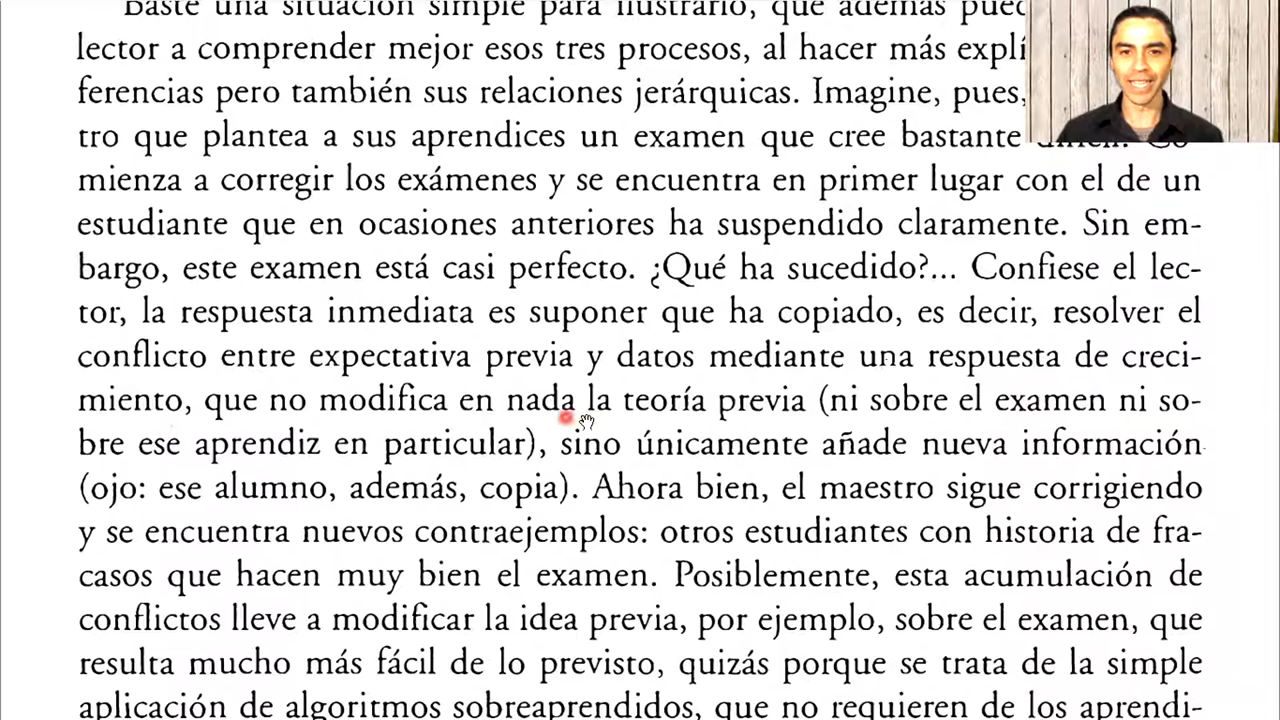 Baste una situación simple para ilustrarlo, que además
lector a comprender mejor esos tres procesos, al hacer más
ferencias pero también sus relaciones jerárquicas. Imagine, pues,
tro que plantea a sus aprendices un examen que cree bastante
mienza a corregir los exámenes y se encuentra en primer lugar con el de un
estudiante que en ocasiones anteriores ha suspendido claramente. Sin em-
bargo, este examen está casi perfecto. ¿Qué ha sucedido?... Confiese el lec-
tor, la respuesta inmediata es suponer que ha copiado, es decir, resolver el
conflicto entre expectativa previa y datos mediante una respuesta de creci-
miento, que no modifica en nada la teoría previa (ni sobre el examen ni so-
bre ese aprendiz en particular), sino únicamente añade nueva información
(ojo: ese alumno, además, copia). Ahora bien, el maestro sigue corrigiendo
y se encuentra nuevos contraejemplos: otros estudiantes con historia de fra-
casos que hacen muy bien el examen. Posiblemente, esta acumulación de
conflictos lleve a modificar la idea previa, por ejemplo, sobre el examen, que
resulta mucho más fácil de lo previsto, quizás porque se trata de la simple
aplicación de algoritmos sobreaprendidos, que no requieren de los aprendi-